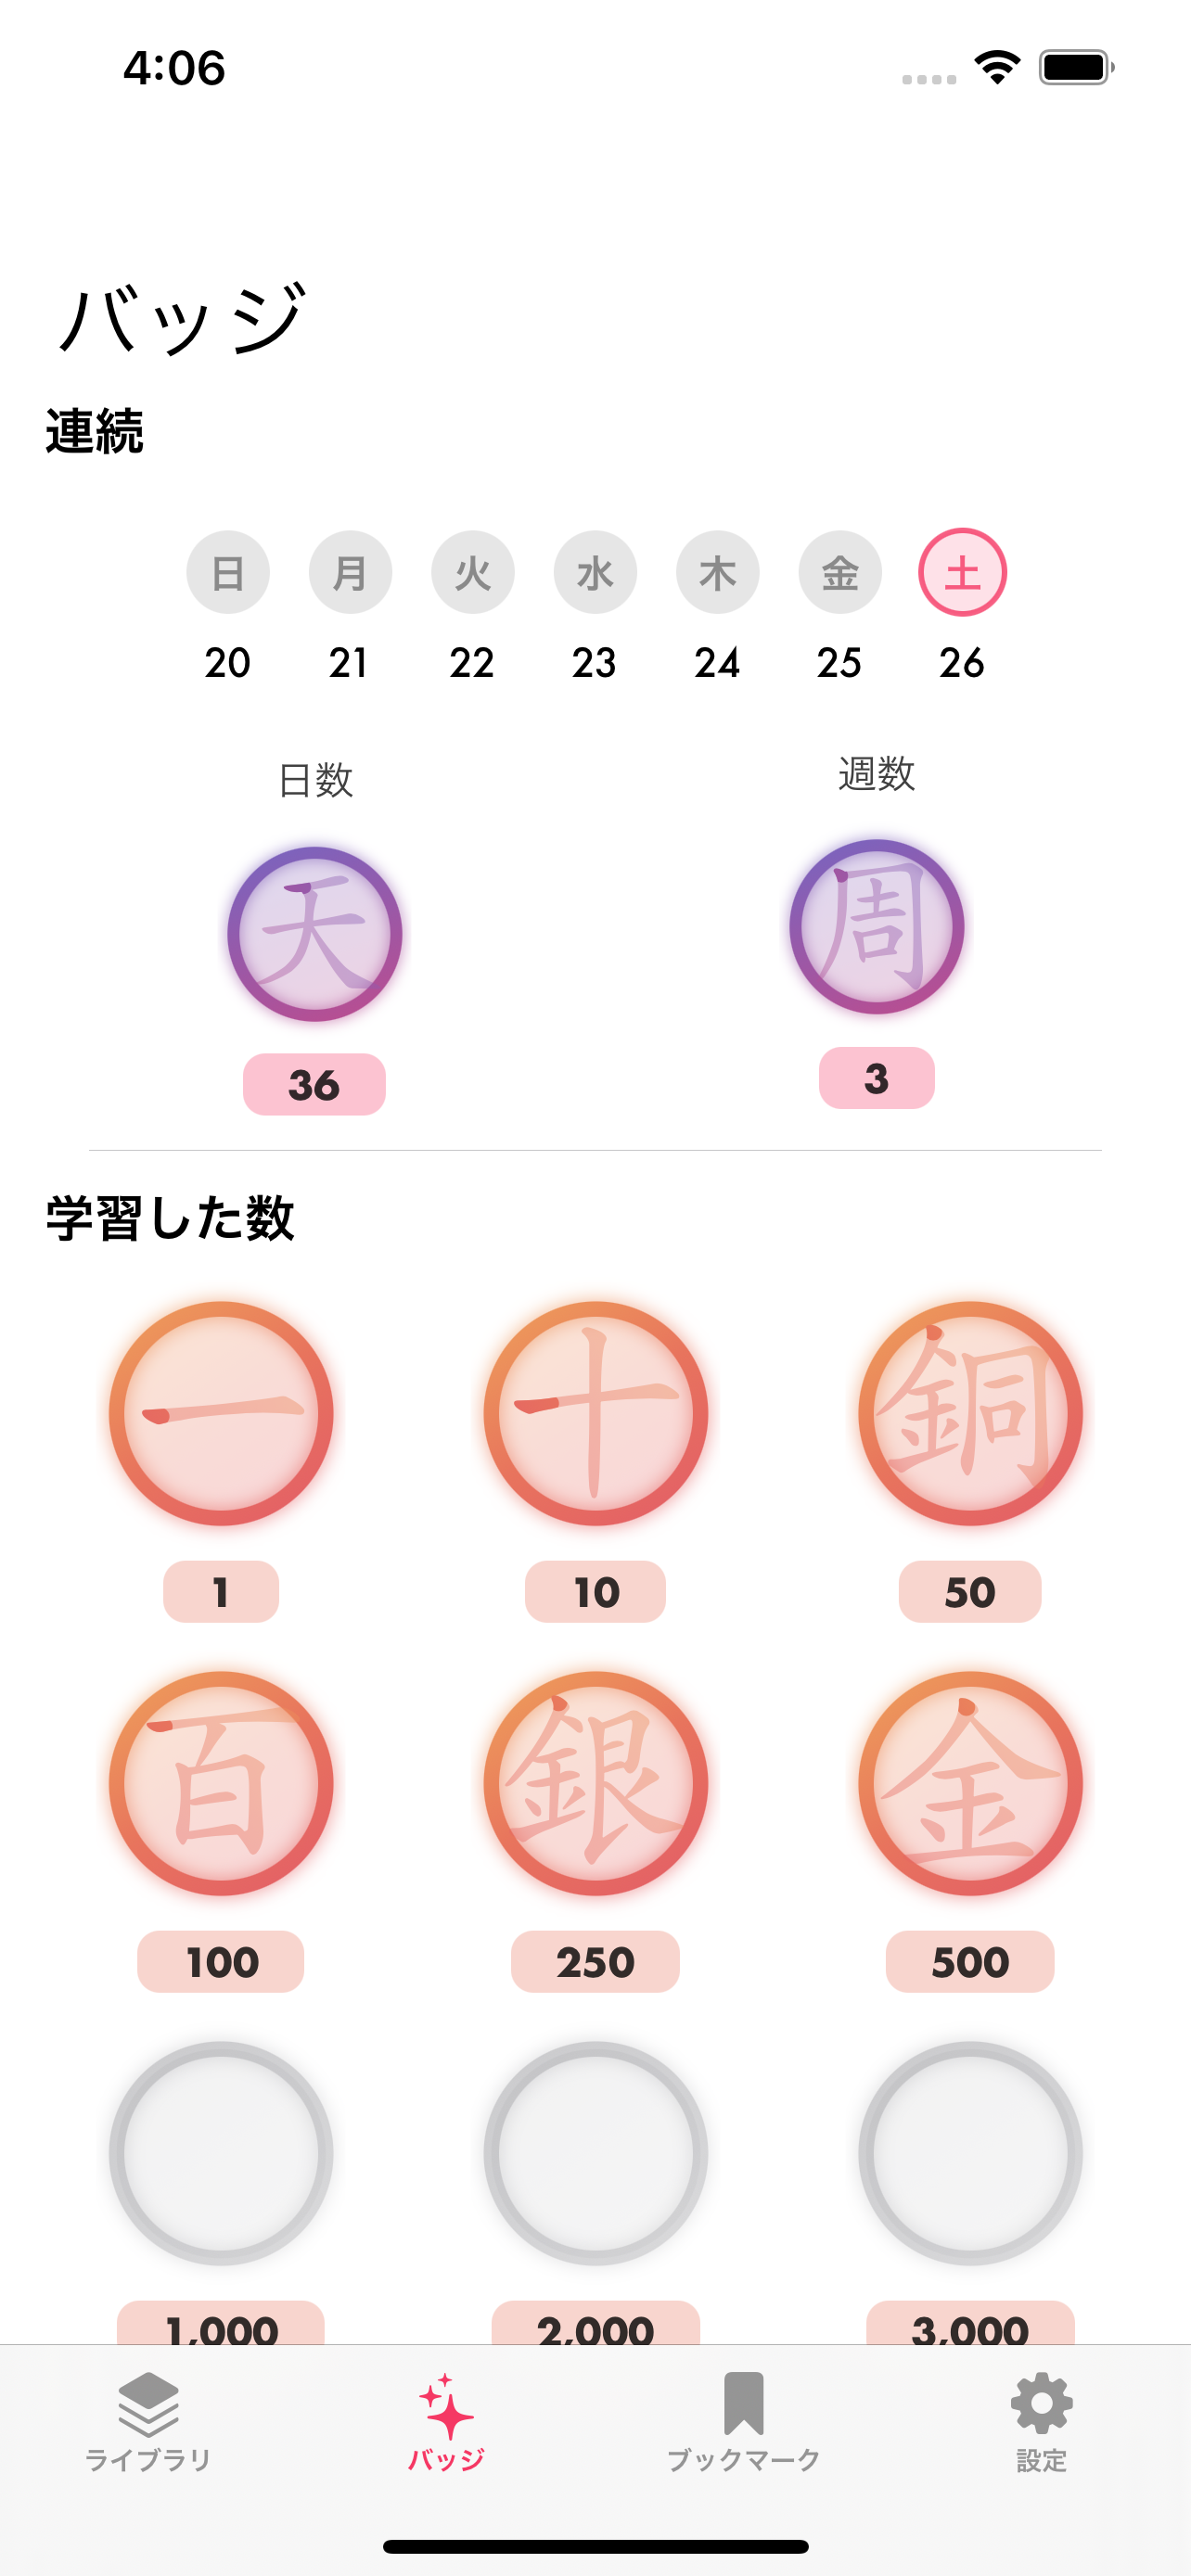 4:06
バッジ
連続
日 月 火 水 木 金 土
20 21 22 23 24 25 26
日数 週数
天 周
36 3
学習した数
一 十 銅
1 10 50
百 銀 金
100 250 500
1,000 2,000 3,000
ライブラリ バッジ ブックマーク 設定